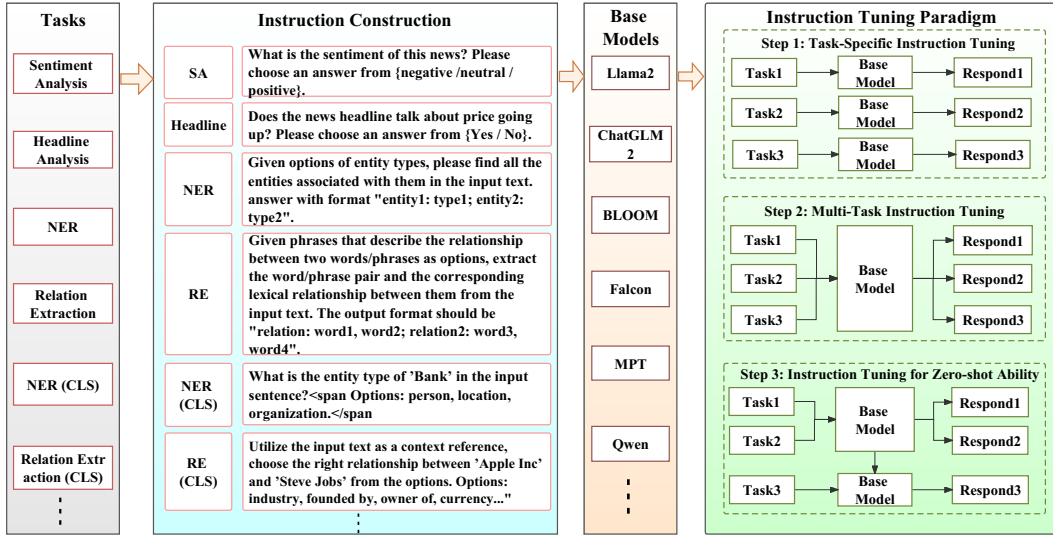 Tasks
Sentiment
Analysis
Headline
Analysis
NER
Relation
Extraction
NER (CLS)
Relation Extr
action (CLS)
Instruction Construction
SA
What is the sentiment of this news? Please
choose an answer from {negative /neutral /
positive}.
Headline
Does the news headline talk about price going
up? Please choose an answer from {Yes / No}.
NER
Given options of entity types, please find all the
entities associated with them in the input text.
answer with format "entity1: type1; entity2:
type2".
RE
Given phrases that describe the relationship
between two words/phrases as options, extract
the word/phrase pair and the corresponding
lexical relationship between them from the
input text. The output format should be
"relation: word1, word2; relation2: word3,
word4".
NER
(CLS)
What is the entity type of ’Bank’ in the input
sentence?<span Options: person, location,
organization.</span
RE
(CLS)
Utilize the input text as a context reference,
choose the right relationship between ’Apple Inc’
and ’Steve Jobs’ from the options. Options:
industry, founded by, owner of, currency..."
Base
Models
Llama2
ChatGLM
2
BLOOM
Falcon
MPT
Qwen
Instruction Tuning Paradigm
Step 1: Task-Specific Instruction Tuning
Task1
Base
Model
Respond1
Task2
Base
Model
Respond2
Task3
Base
Model
Respond3
Step 2: Multi-Task Instruction Tuning
Task1
Task2
Task3
Base
Model
Respond1
Respond2
Respond3
Step 3: Instruction Tuning for Zero-shot Ability
Task1
Task2
Base
Model
Respond1
Respond2
Task3
Base
Model
Respond3